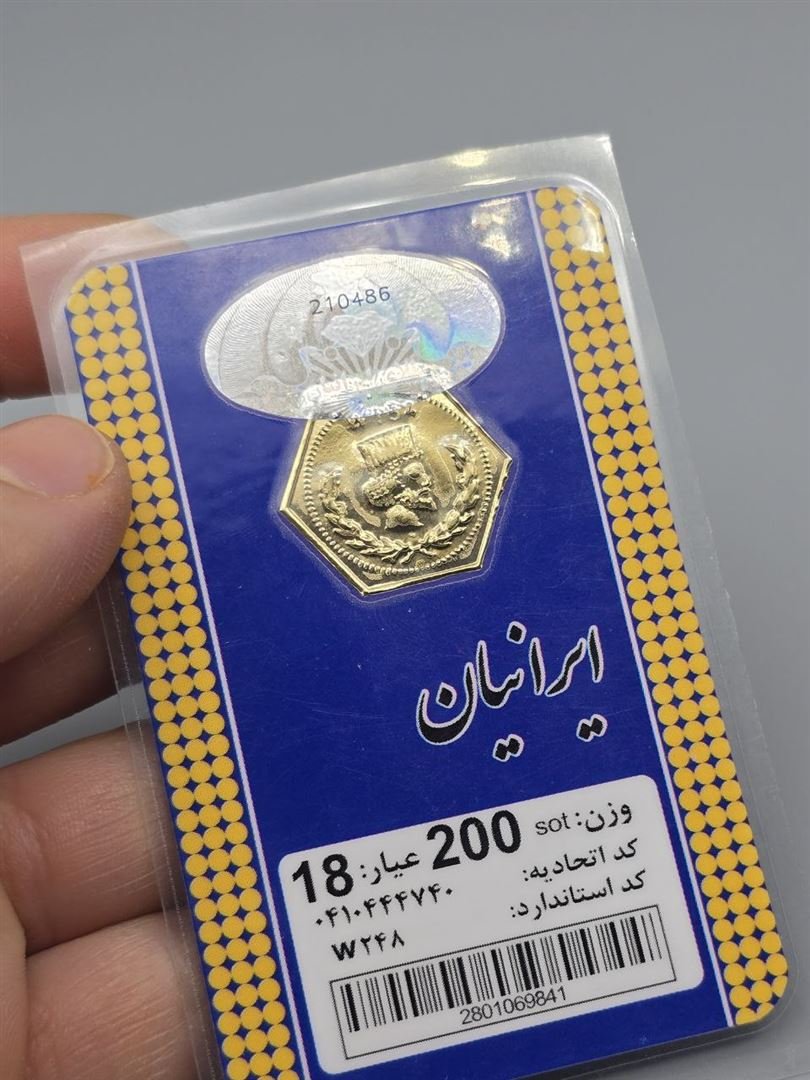 210486
ایرانیان
وزن: sot 200 عیار: 18
کد اتحادیه: ۰۴۱۰۴۴۴۷۴۰
کد استاندارد: W۲۴۸
2801069841